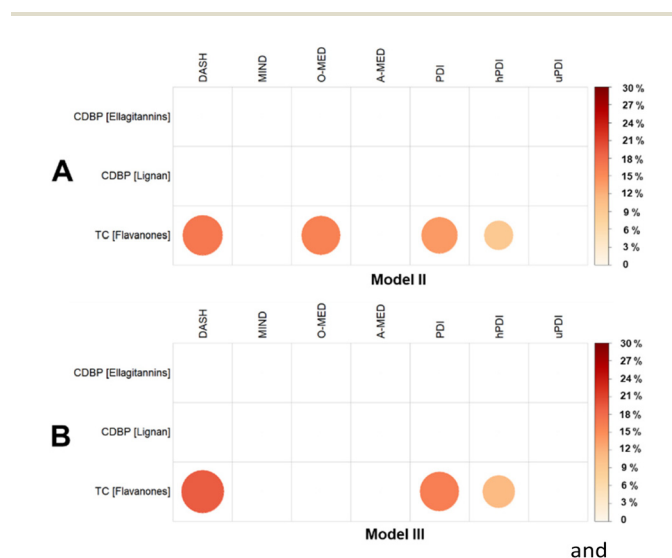 DASH MIND O-MED A-MED PDI hPDI uPDI
CDBP [Ellagitannins]
CDBP [Lignan]
TC [Flavanones]
A
30 %
27 %
24 %
21 %
18 %
15 %
12 %
9 %
6 %
3 %
0
Model II
DASH MIND O-MED A-MED PDI hPDI uPDI
CDBP [Ellagitannins]
CDBP [Lignan]
TC [Flavanones]
B
30 %
27 %
24 %
21 %
18 %
15 %
12 %
9 %
6 %
3 %
0
Model III
and